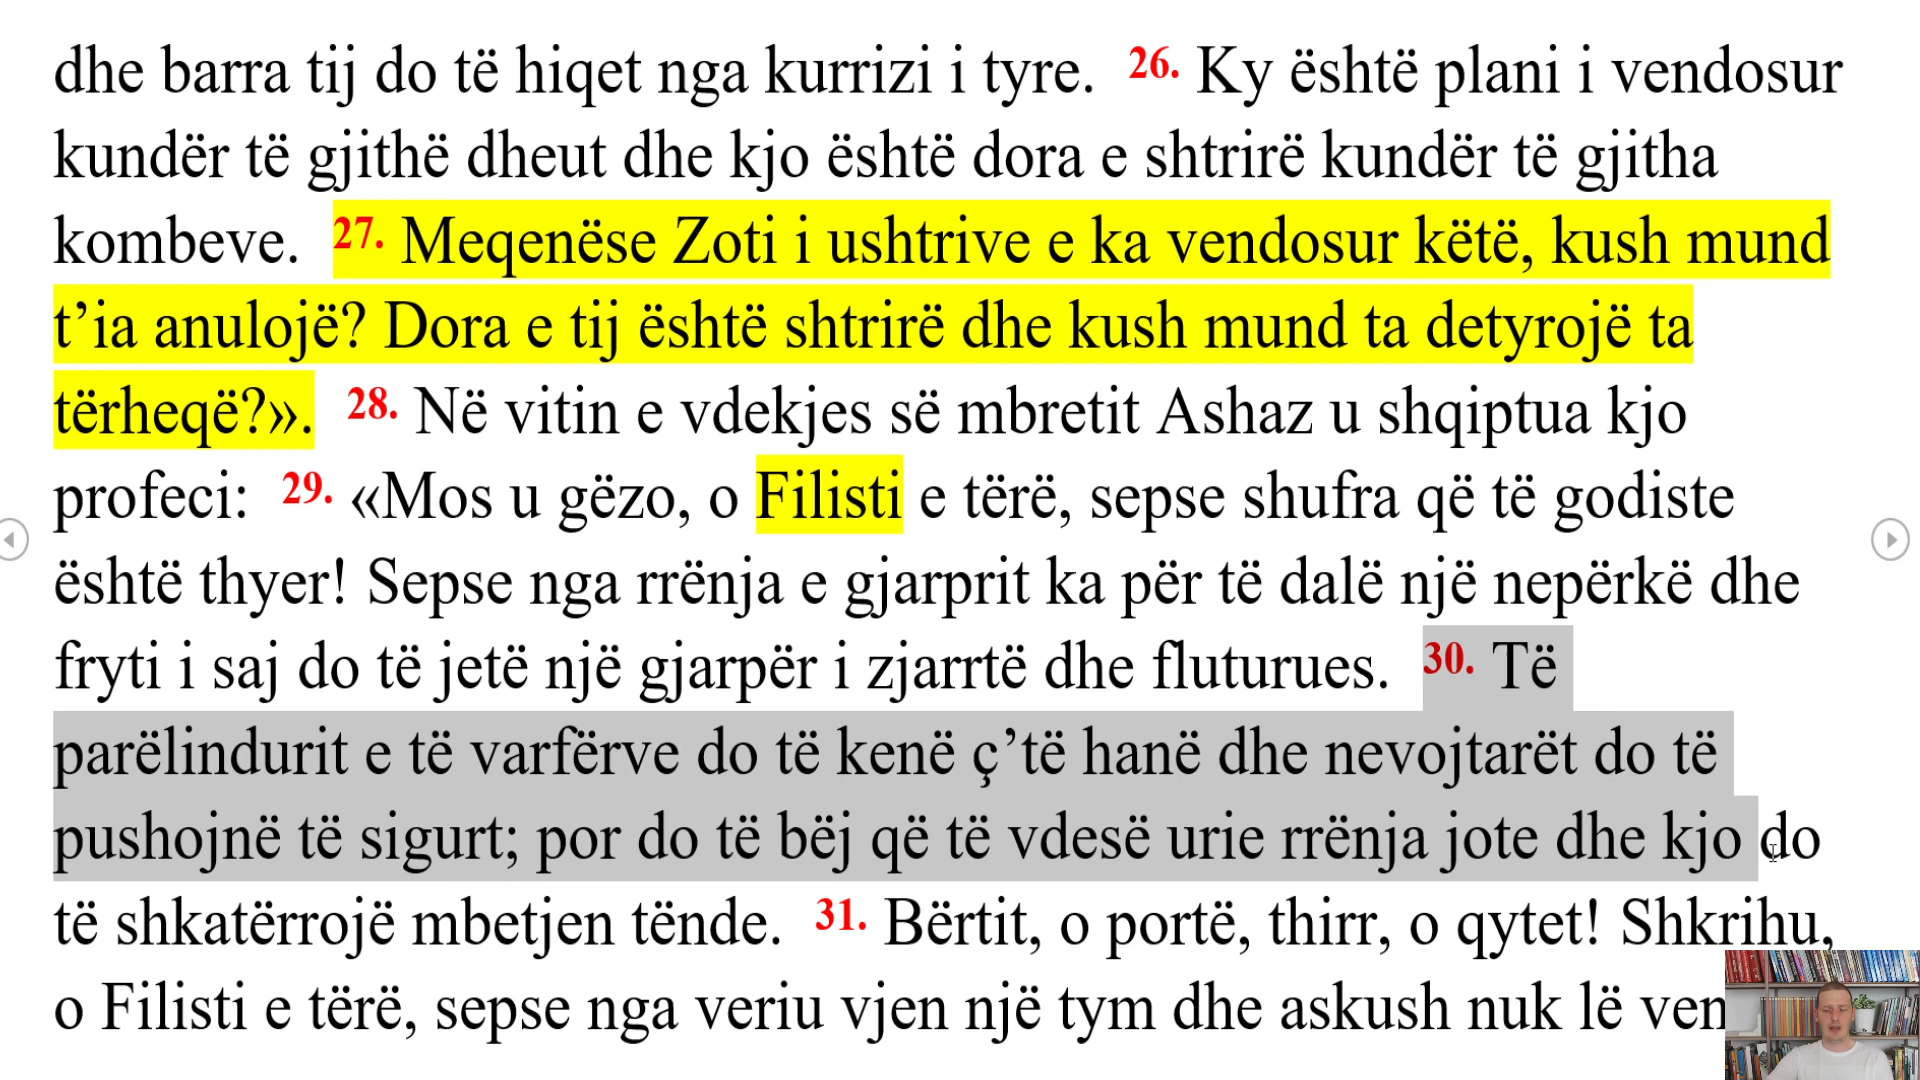 dhe barra tij do të hiqet nga kurrizi i tyre. 26. Ky është plani i vendosur
kundër të gjithë dheut dhe kjo është dora e shtrirë kundër të gjitha
kombeve. 27. Meqenëse Zoti i ushtrive e ka vendosur këtë, kush mund
t’ia anulojë? Dora e tij është shtrirë dhe kush mund ta detyrojë ta
tërheqë?». 28. Në vitin e vdekjes së mbretit Ashaz u shqiptua kjo
profeci: 29. «Mos u gëzo, o Filisti e tërë, sepse shufra që të godiste
është thyer! Sepse nga rrënja e gjarprit ka për të dalë një nepërkë dhe
fryti i saj do të jetë një gjarpër i zjarrtë dhe fluturues. 30. Të
parëlindurit e të varfërve do të kenë ç’të hanë dhe nevojtarët do të
pushojnë të sigurt; por do të bëj që të vdesë urie rrënja jote dhe kjo do
të shkatërrojë mbetjen tënde. 31. Bërtit, o portë, thirr, o qytet! Shkrihu,
o Filisti e tërë, sepse nga veriu vjen një tym dhe askush nuk lë